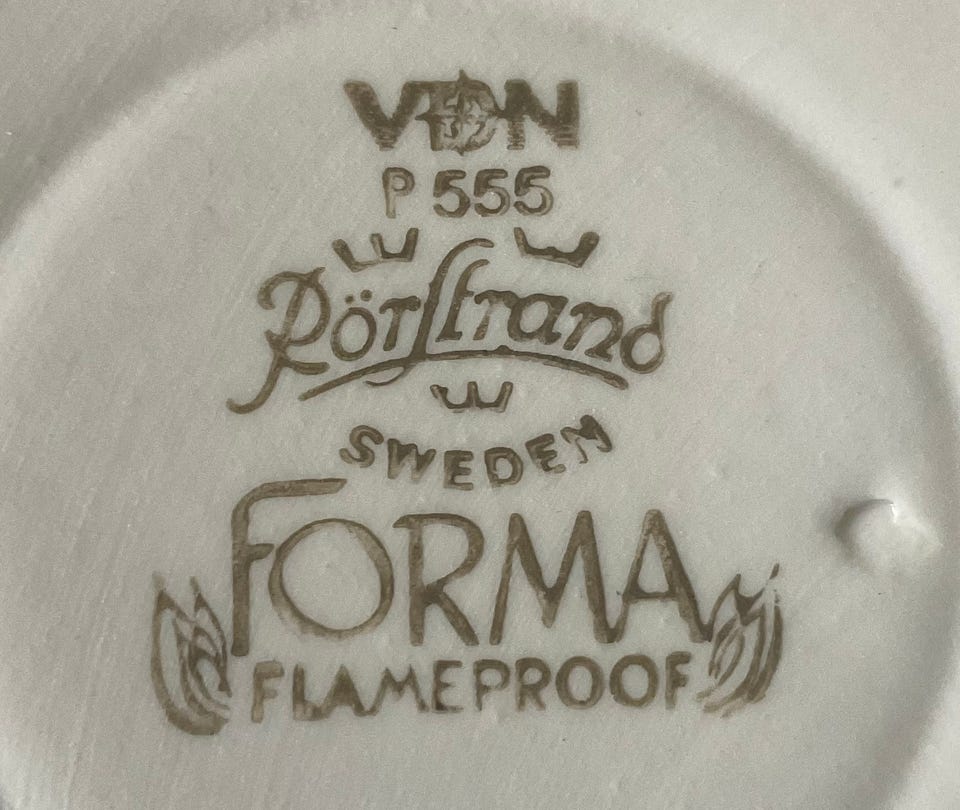 VDN
P 555
Rörstrand
SWEDEN
FORMA
FLAMEPROOF